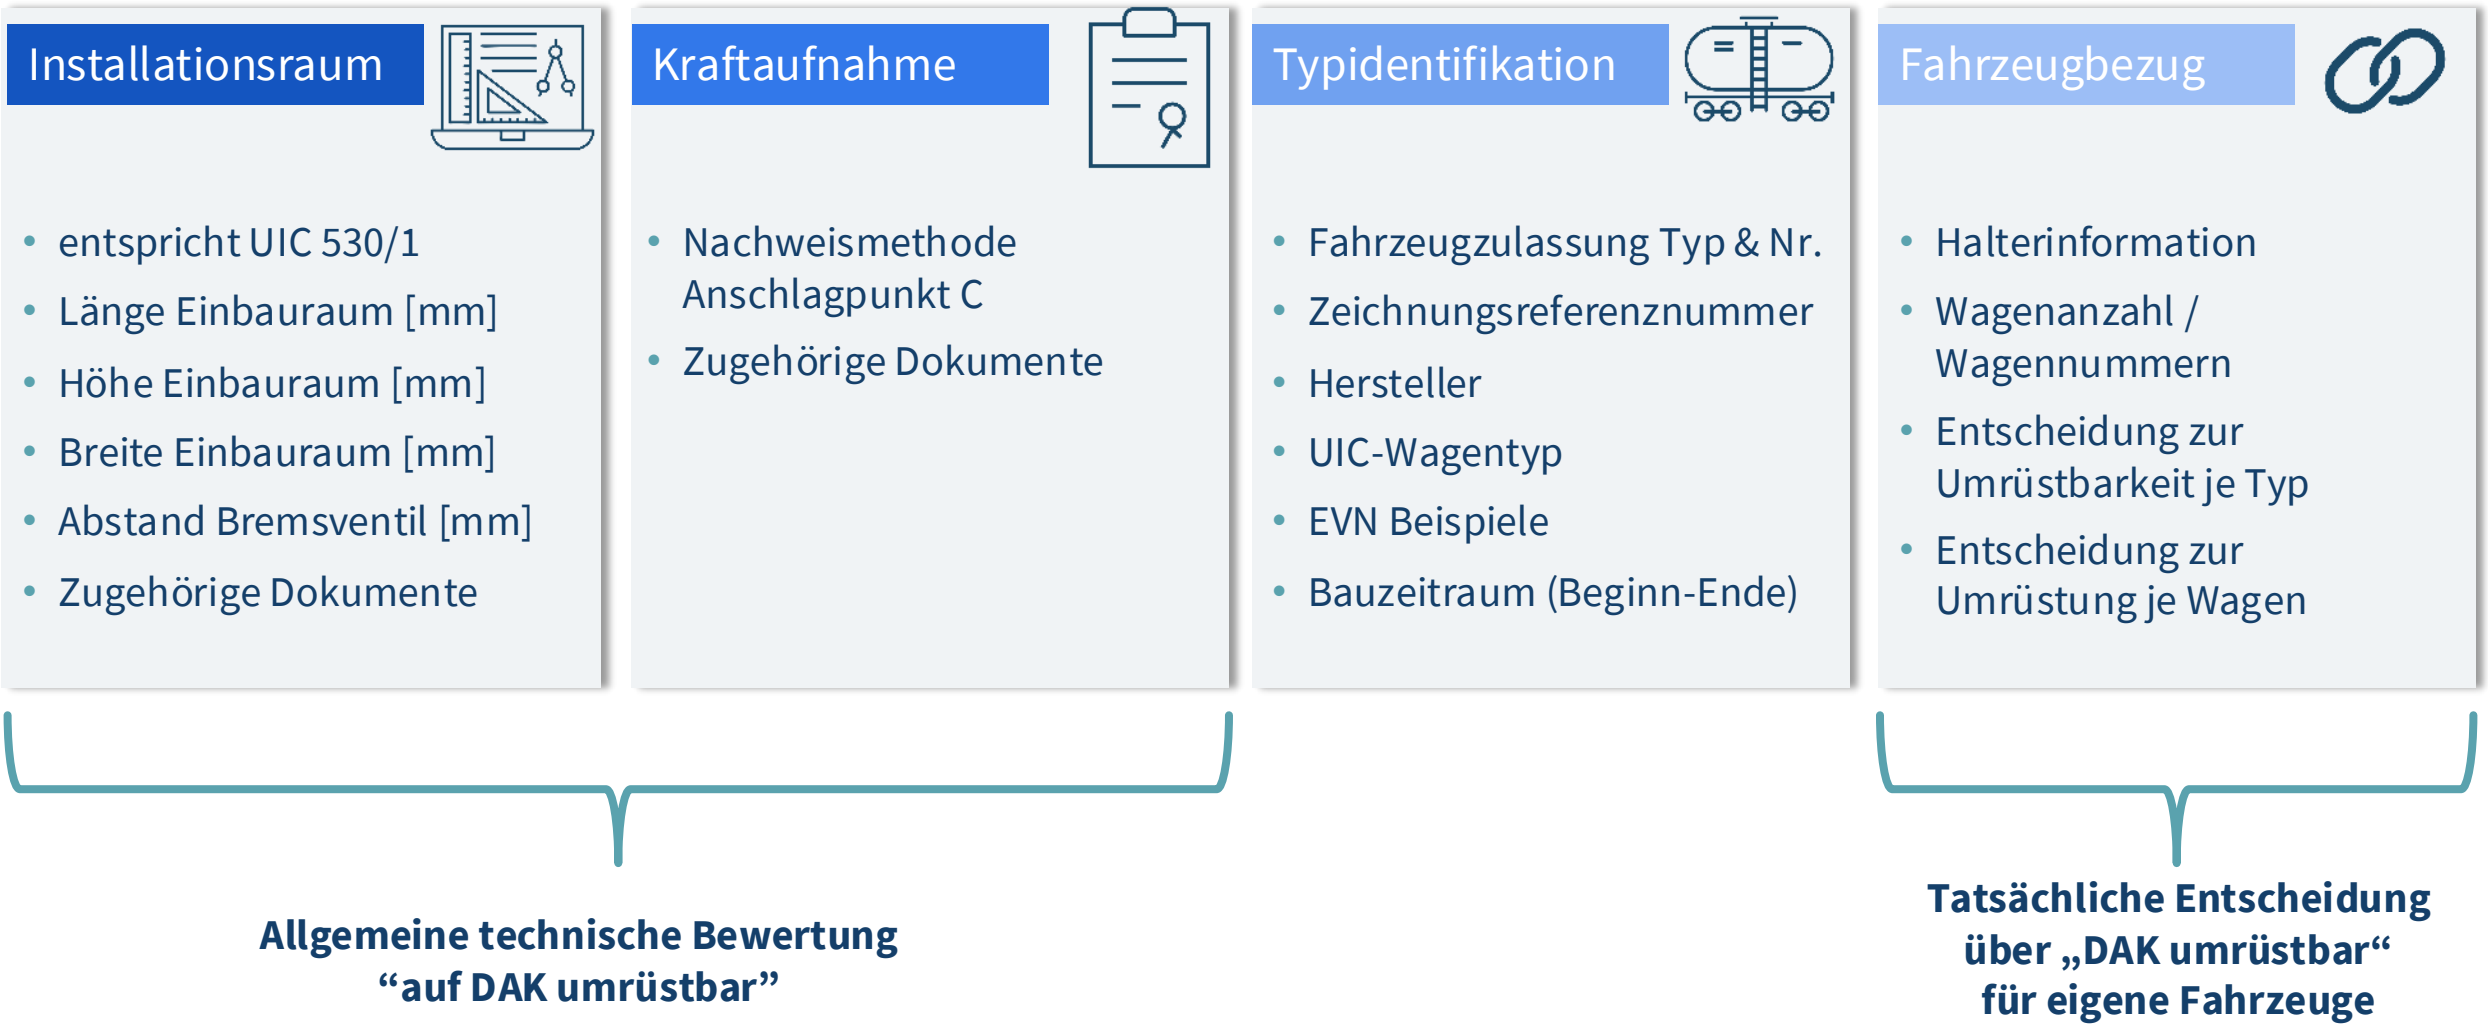 Installationsraum
• entspricht UIC 530/1
• Länge Einbauraum [mm]
• Höhe Einbauraum [mm]
• Breite Einbauraum [mm]
• Abstand Bremsventil [mm]
• Zugehörige Dokumente
Kraftaufnahme
• Nachweismethode
Anschlagpunkt C
• Zugehörige Dokumente
Typidentifikation
• Fahrzeugzulassung Typ & Nr.
• Zeichnungsreferenznummer
• Hersteller
• UIC-Wagentyp
• EVN Beispiele
• Bauzeitraum (Beginn-Ende)
Fahrzeugbezug
• Halterinformation
• Wagenanzahl /
Wagennummern
• Entscheidung zur
Umrüstbarkeit je Typ
• Entscheidung zur
Umrüstung je Wagen
Allgemeine technische Bewertung
“auf DAK umrüstbar”
Tatsächliche Entscheidung
über „DAK umrüstbar“
für eigene Fahrzeuge